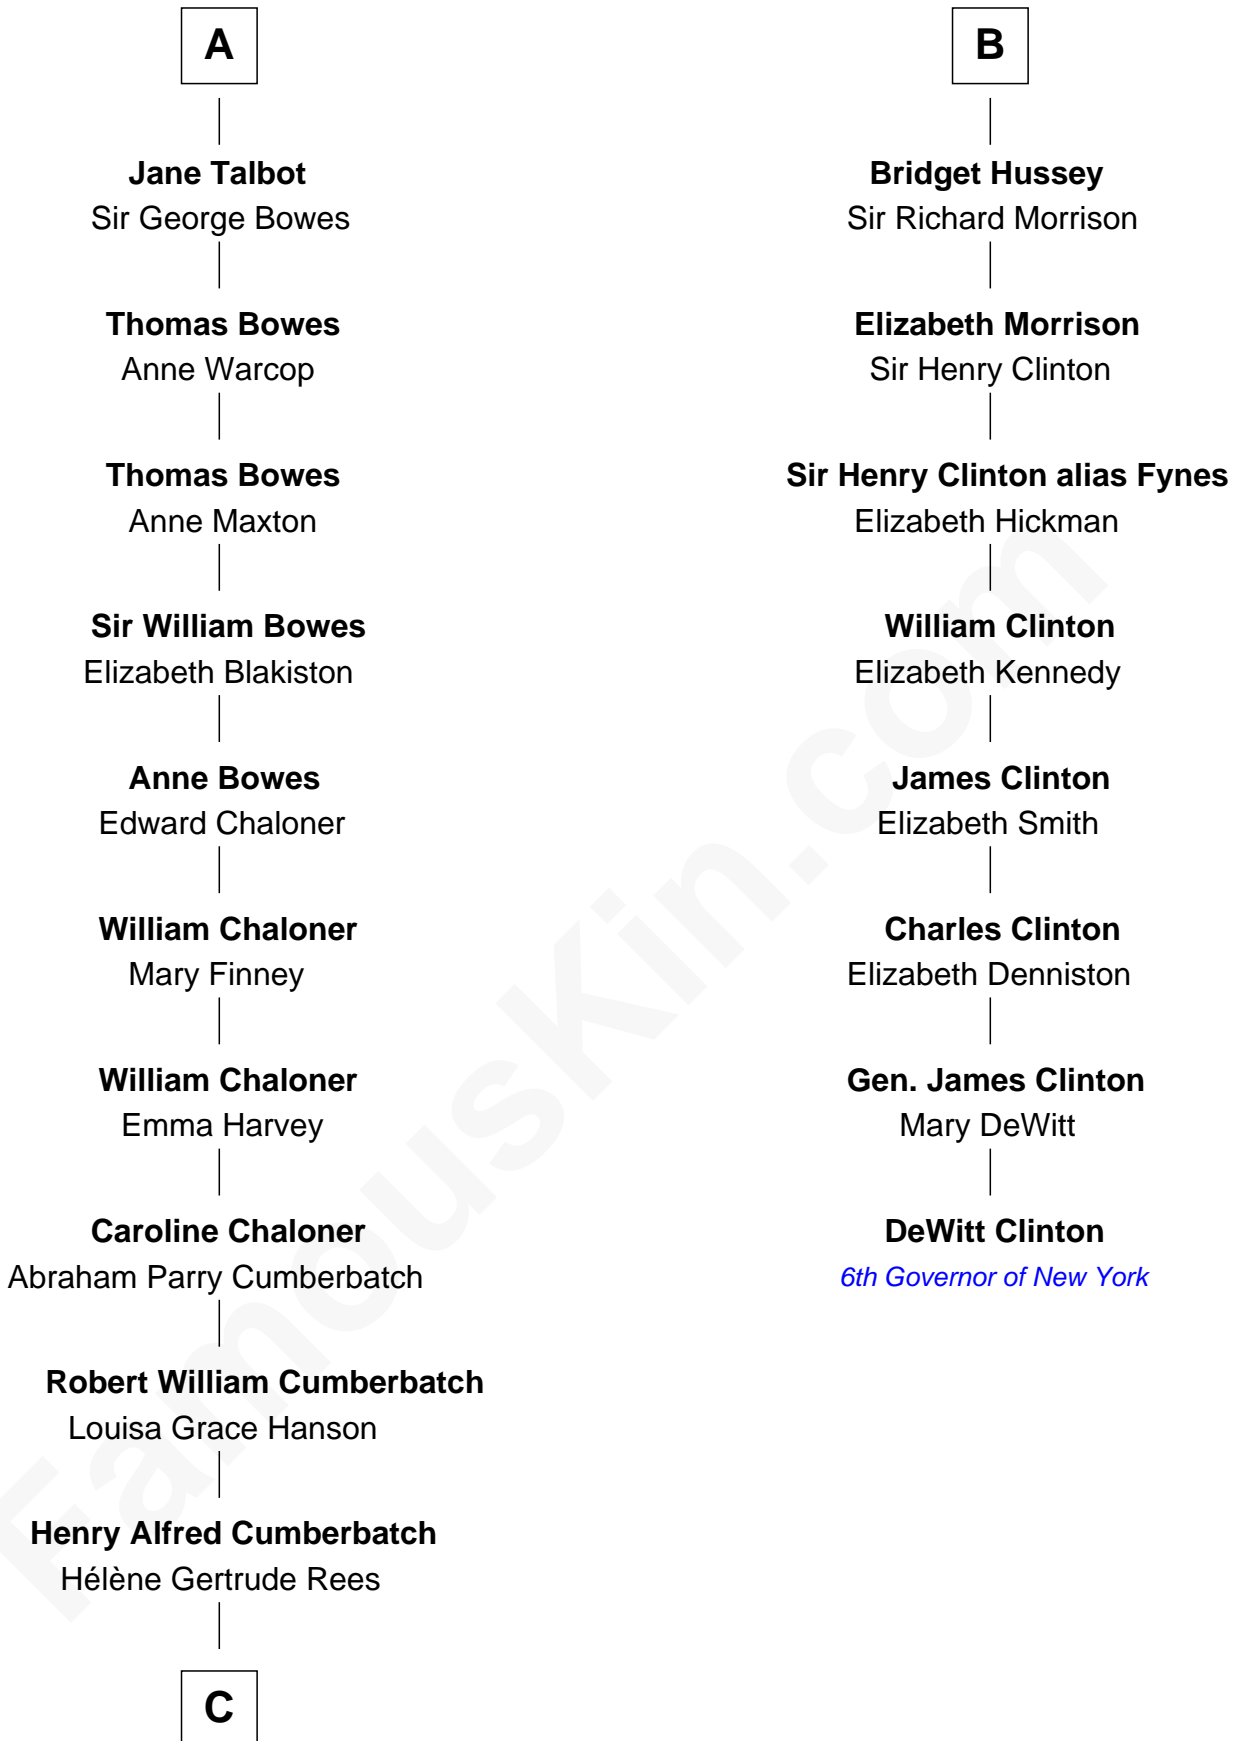 A
Jane Talbot
Sir George Bowes
Thomas Bowes
Anne Warcop
Thomas Bowes
Anne Maxton
Sir William Bowes
Elizabeth Blakiston
Anne Bowes
Edward Chaloner
William Chaloner
Mary Finney
William Chaloner
Emma Harvey
Caroline Chaloner
Abraham Parry Cumberbatch
Robert William Cumberbatch
Louisa Grace Hanson
Henry Alfred Cumberbatch
Hélène Gertrude Rees
C
B
Bridget Hussey
Sir Richard Morrison
Elizabeth Morrison
Sir Henry Clinton
Sir Henry Clinton alias Fynes
Elizabeth Hickman
William Clinton
Elizabeth Kennedy
James Clinton
Elizabeth Smith
Charles Clinton
Elizabeth Denniston
Gen. James Clinton
Mary DeWitt
DeWitt Clinton
6th Governor of New York
FamousKin.com